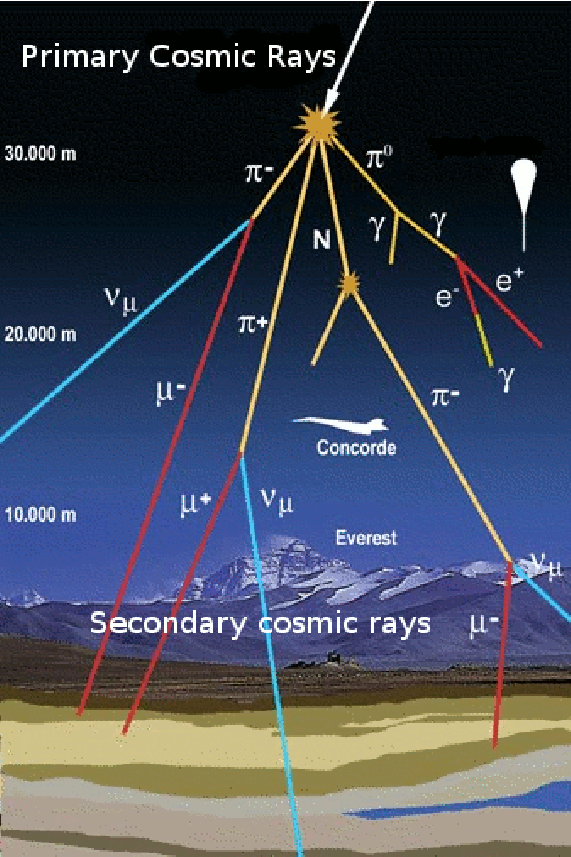 Primary Cosmic Rays
30.000 m
π-
π⁰
N
γ
γ
e-
e⁺
νμ
20.000 m
π+
μ-
γ
π-
Concorde
10.000 m
μ+
νμ
Everest
νμ
Secondary cosmic rays
μ-